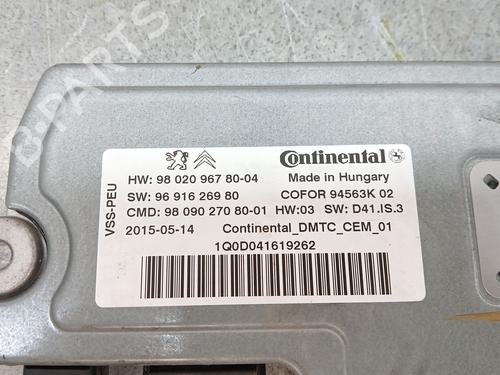 B-PARTS
Continental
HW: 98 020 967 80-04 Made in Hungary
SW: 96 916 269 80 COFOR 94563K 02
CMD: 98 090 270 80-01 HW:03 SW: D41.IS.3
2015-05-14 Continental_DMTC_CEM_01
1Q0D041619262
VSS-PEU